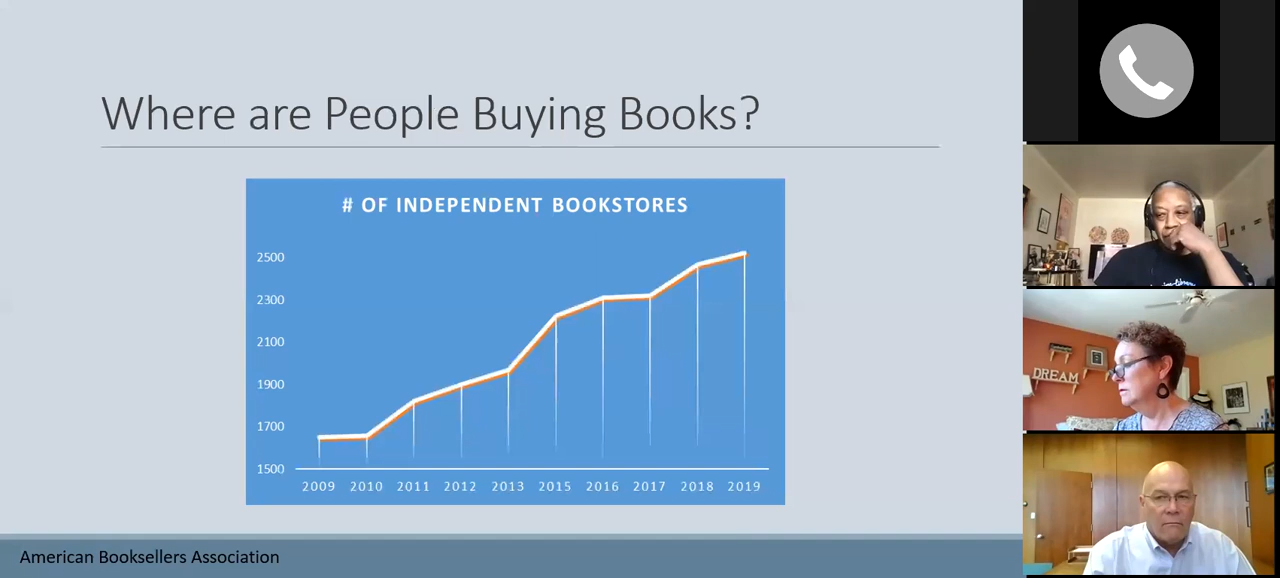 Where are People Buying Books?
# OF INDEPENDENT BOOKSTORES
2500
2300
2100
1900
1700
1500
2009 2010 2011 2012 2013 2015 2016 2017 2018 2019
American Booksellers Association
DREAM